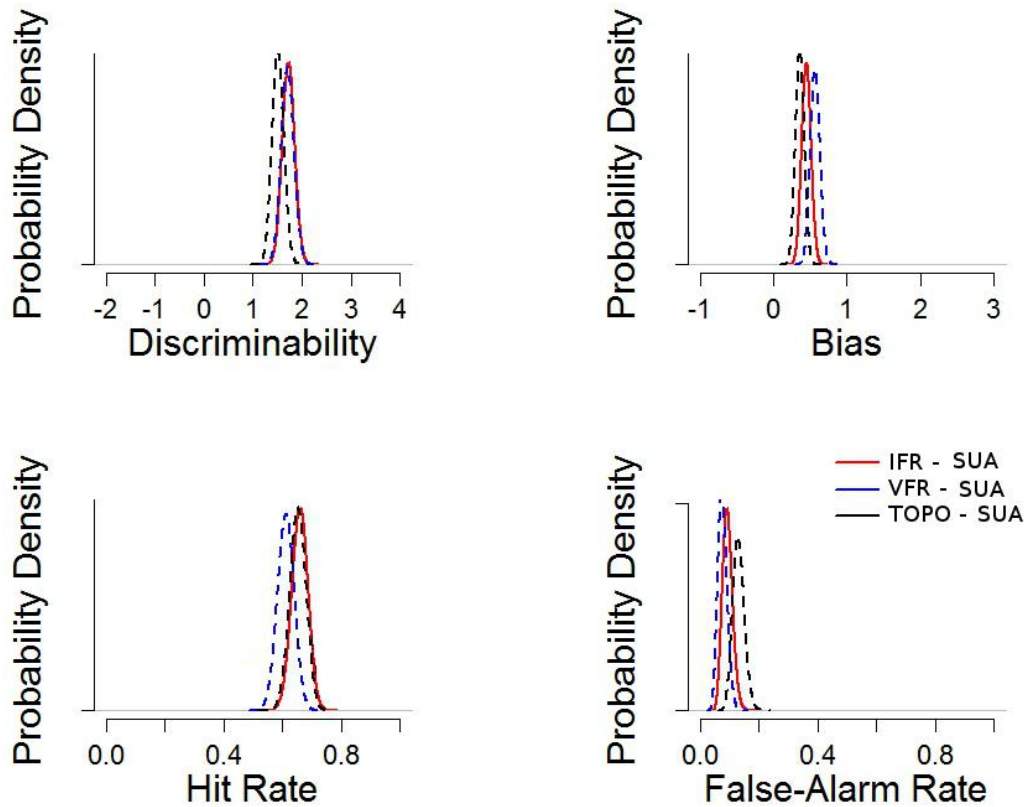 Probability Density
-2 -1 0 1 2 3 4
Discriminability
Probability Density
-1 0 1 2 3
Bias
Probability Density
0.0 0.4 0.8
Hit Rate
Probability Density
IFR - SUA
VFR - SUA
TOPO - SUA
0.0 0.4 0.8
False-Alarm Rate